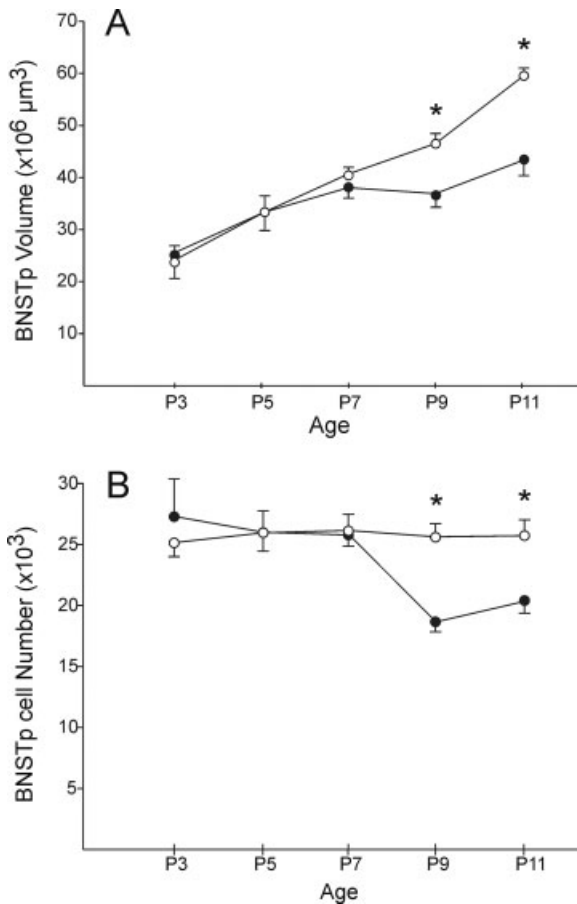 A
70
60
50
40
30
20
10
BNSTp Volume (x10⁶ µm³)
*
*
P3 P5 P7 P9 P11
Age
B
30
25
20
15
10
5
BNSTp cell Number (x10³)
*
*
P3 P5 P7 P9 P11
Age